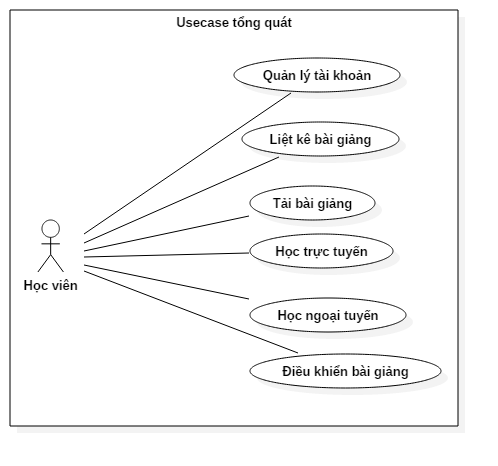 Usecase tổng quát
Quản lý tài khoản
Liệt kê bài giảng
Tải bài giảng
Học trực tuyến
Học viên
Học ngoại tuyến
Điều khiển bài giảng